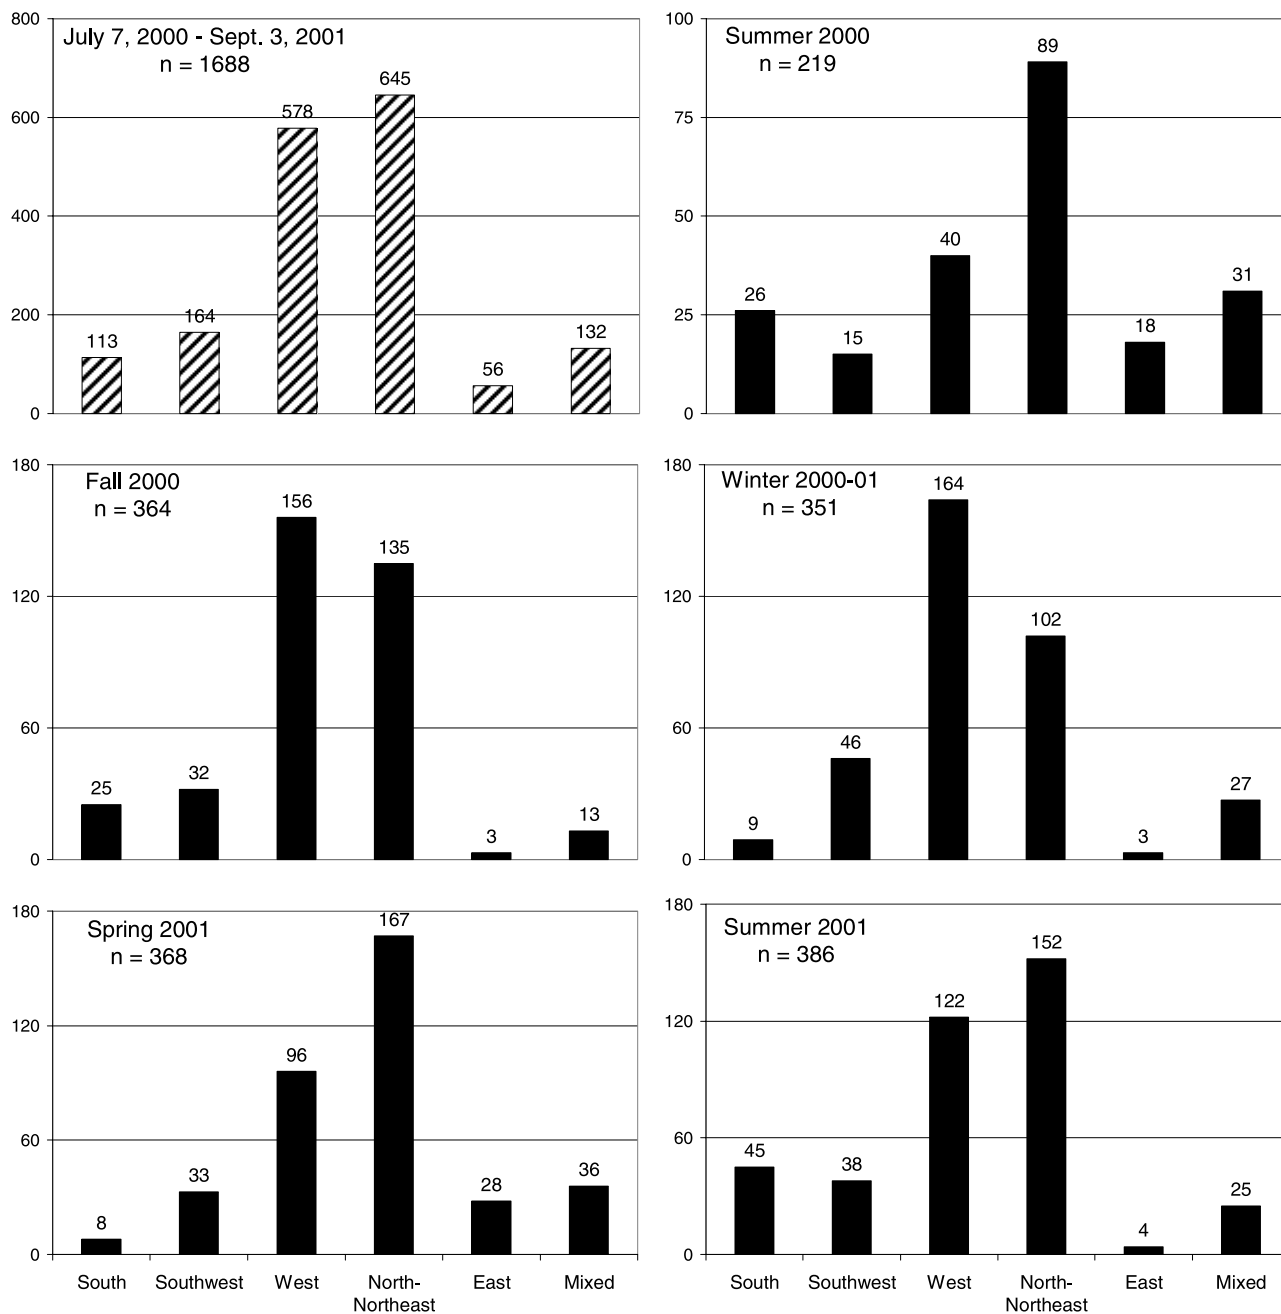 July 7, 2000 - Sept. 3, 2001
n = 1688
800
600
400
200
0
113
164
578
645
56
132
Summer 2000
n = 219
100
75
50
25
0
26
15
40
89
18
31
Fall 2000
n = 364
180
120
60
0
25
32
156
135
3
13
Winter 2000-01
n = 351
180
120
60
0
9
46
164
102
3
27
Spring 2001
n = 368
180
120
60
0
8
33
96
167
28
36
South
Southwest
West
North-
Northeast
East
Mixed
Summer 2001
n = 386
180
120
60
0
45
38
122
152
4
25
South
Southwest
West
North-
Northeast
East
Mixed